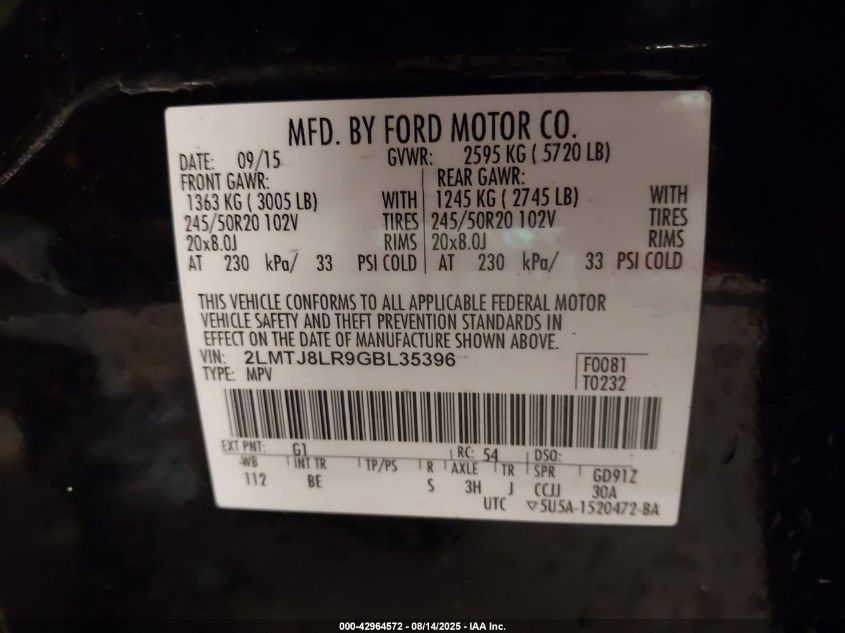 MFD. BY FORD MOTOR CO.
DATE: 09/15 GVWR: 2595 KG ( 5720 LB)
FRONT GAWR: REAR GAWR:
1363 KG ( 3005 LB) WITH 1245 KG ( 2745 LB) WITH
245/50R20 102V TIRES 245/50R20 102V TIRES
20x8.0J RIMS 20x8.0J RIMS
AT 230 kPa/ 33 PSI COLD AT 230 kPa/ 33 PSI COLD
THIS VEHICLE CONFORMS TO ALL APPLICABLE FEDERAL MOTOR
VEHICLE SAFETY AND THEFT PREVENTION STANDARDS IN
EFFECT ON THE DATE OF MANUFACTURE SHOWN ABOVE.
VIN: 2LMTJ8LR9GBL35396 F0081
TYPE: MPV T0232
EXT PNT: G1 RC: 54 DSO:
WB INT TR TP/PS R AXLE TR SPR GD91Z
112 BE S 3H J CCJJ 30A
UTC ▽5U5A-1520472-BA
000-42964572 - 08/14/2025 - IAA Inc.